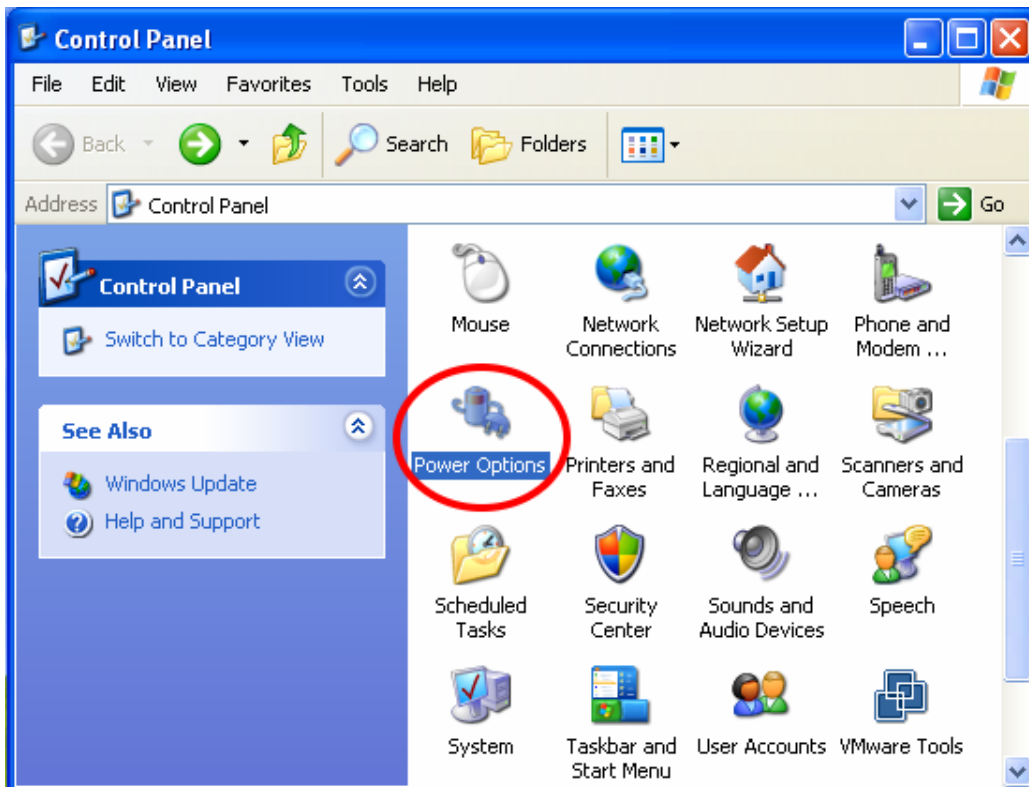 Control Panel
File Edit View Favorites Tools Help
Back Search Folders
Address Control Panel Go
Control Panel
Switch to Category View
See Also
Windows Update
Help and Support
Mouse
Network
Connections
Network Setup
Wizard
Phone and
Modem ...
Power Options
Printers and
Faxes
Regional and
Language ...
Scanners and
Cameras
Scheduled
Tasks
Security
Center
Sounds and
Audio Devices
Speech
System
Taskbar and
Start Menu
User Accounts
VMware Tools